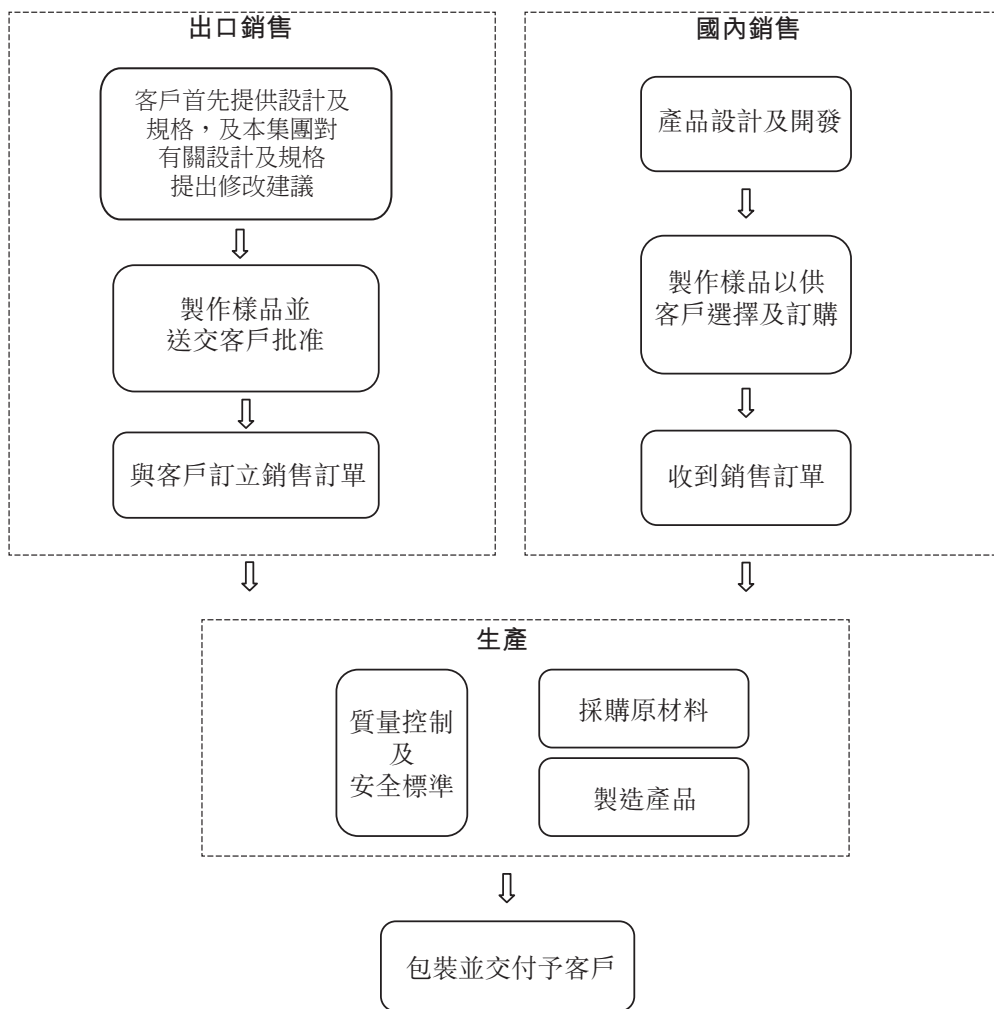 出口銷售
客戶首先提供設計及
規格，及本集團對
有關設計及規格
提出修改建議
製作樣品並
送交客戶批准
與客戶訂立銷售訂單
國內銷售
產品設計及開發
製作樣品以供
客戶選擇及訂購
收到銷售訂單
生產
質量控制
及
安全標準
採購原材料
製造產品
包裝並交付予客戶